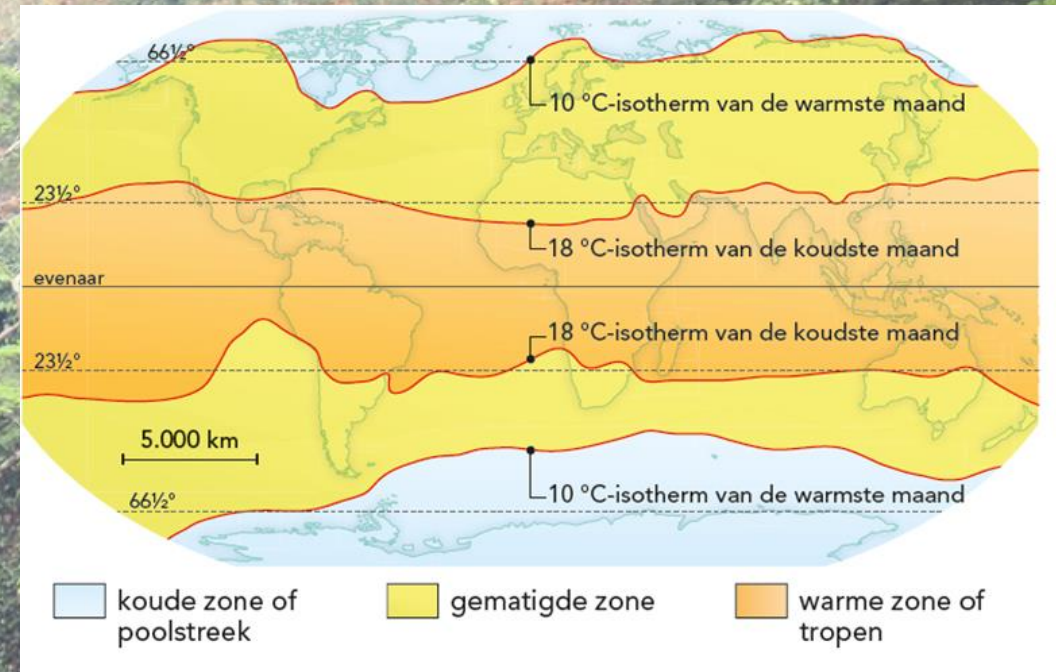 66½°
10 °C-isotherm van de warmste maand
23½°
18 °C-isotherm van de koudste maand
evenaar
18 °C-isotherm van de koudste maand
23½°
5.000 km
10 °C-isotherm van de warmste maand
66½°
koude zone of
poolstreek
gematigde zone
warme zone of
tropen